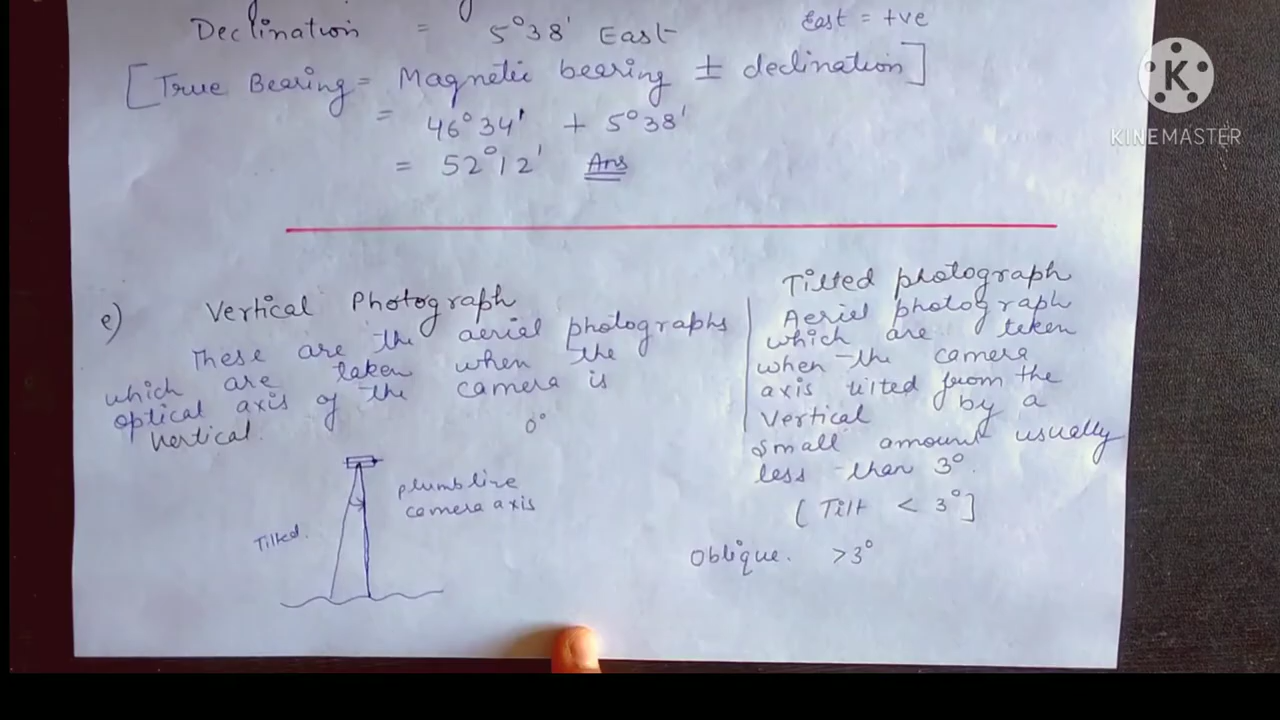 Declination = 5°38' East East = +ve
[True Bearing = Magnetic bearing ± declination]
= 46°34' + 5°38'
= 52°12' Ans
e) Vertical Photograph
These are the aerial photographs
which are taken when the
optical axis of the camera is
Vertical. 0°
plumbline
camera axis
Tilted.
Tilted photograph
Aerial photograph
which are taken
when the camera
axis tilted from the
Vertical by a
small amount usually
less than 3°.
[Tilt < 3°]
Oblique. >3°
K
KINEMASTER